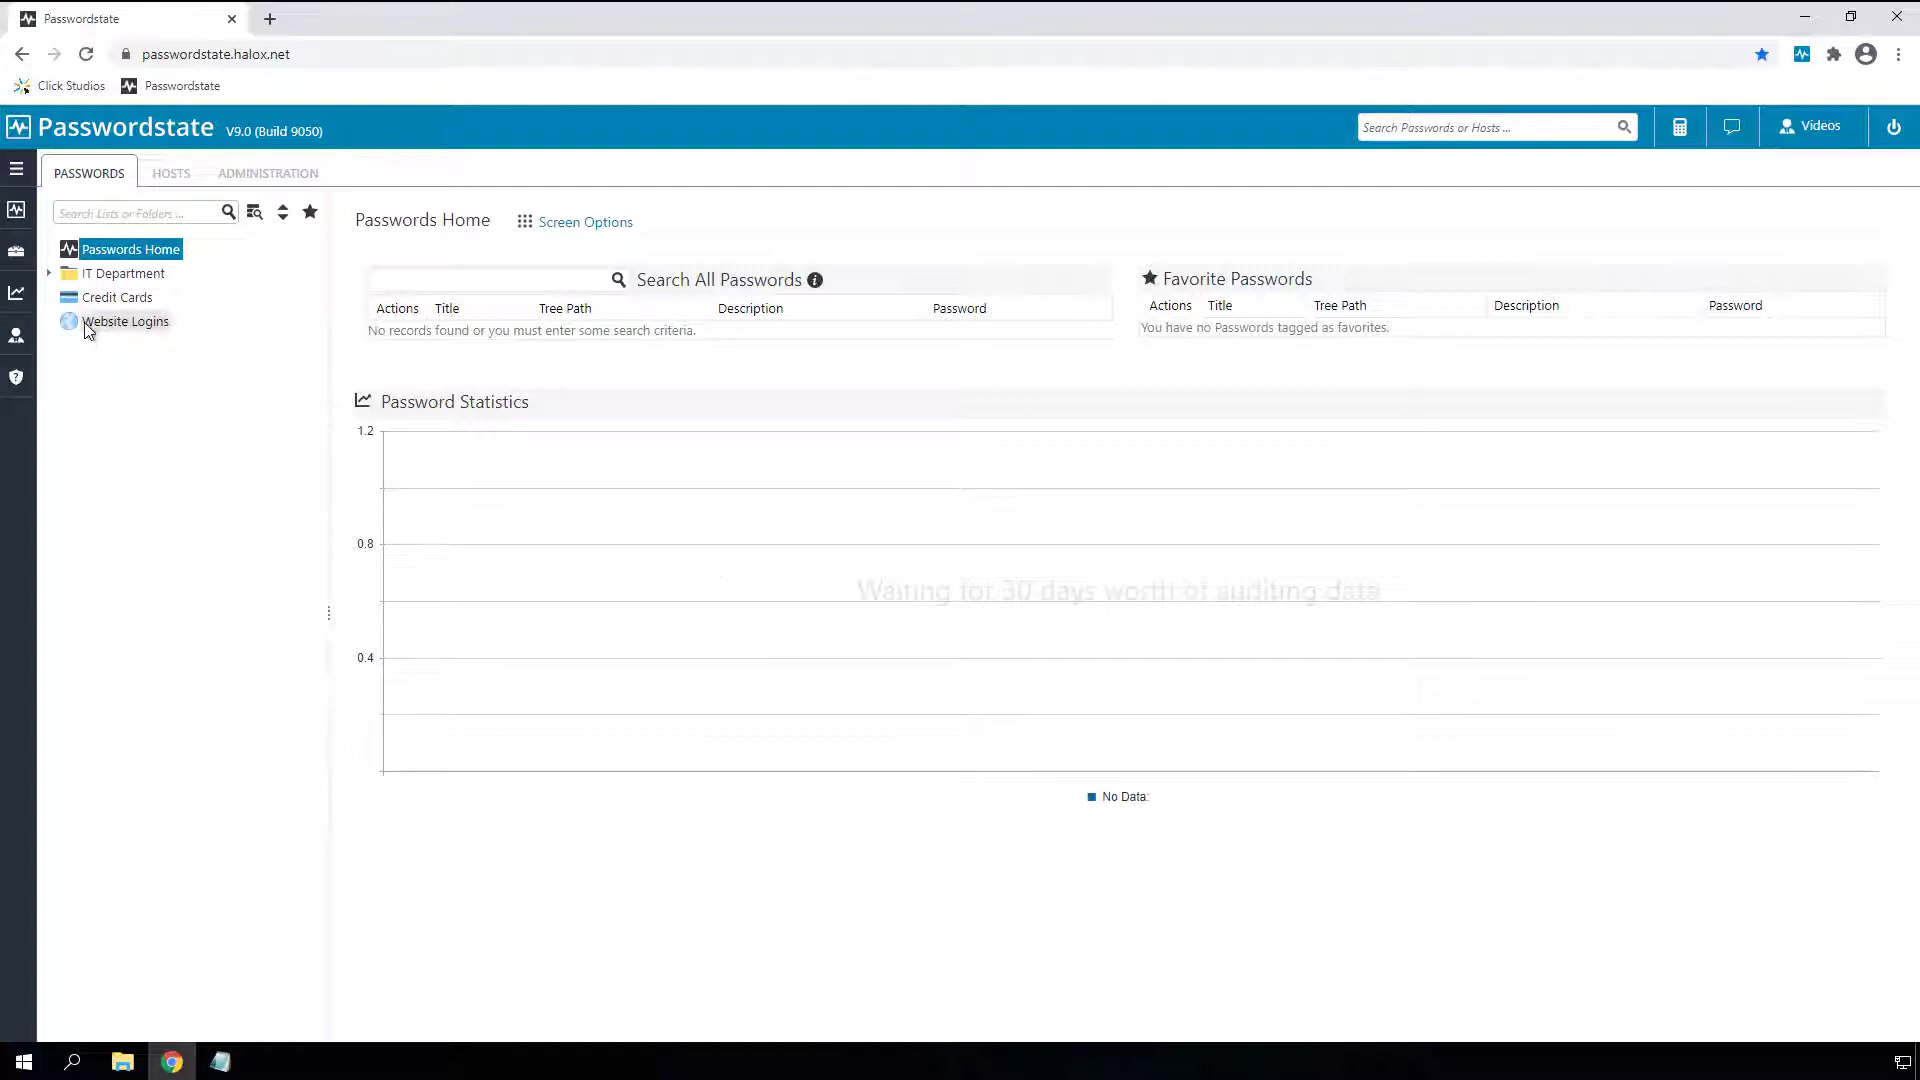 Passwordstate
passwordstate.halox.net
Click Studios Passwordstate
Passwordstate V9.0 (Build 9050) Search Passwords or Hosts ... Videos
PASSWORDS HOSTS ADMINISTRATION
Search Lists or Folders ...
Passwords Home
IT Department
Credit Cards
Website Logins
Passwords Home Screen Options
Search All Passwords
Actions Title Tree Path Description Password
No records found or you must enter some search criteria.
Favorite Passwords
Actions Title Tree Path Description Password
You have no Passwords tagged as favorites.
Password Statistics
1.2
0.8
Waiting for 30 days worth of auditing data
0.4
No Data: